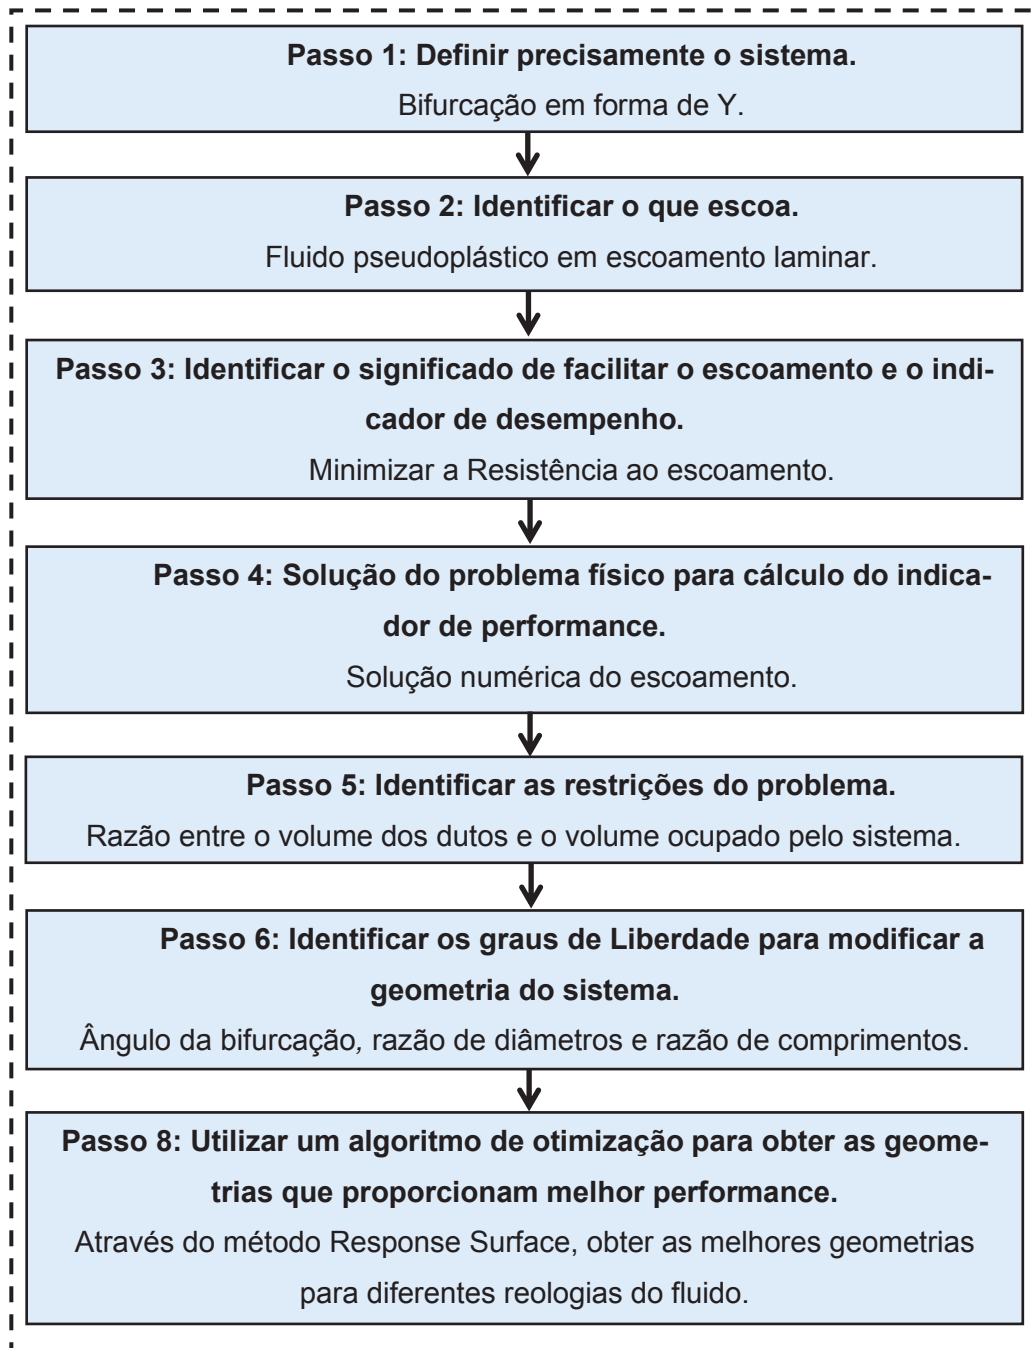 Passo 1: Definir precisamente o sistema.
Bifurcação em forma de Y.
Passo 2: Identificar o que escoa.
Fluido pseudoplástico em escoamento laminar.
Passo 3: Identificar o significado de facilitar o escoamento e o indi-
cador de desempenho.
Minimizar a Resistência ao escoamento.
Passo 4: Solução do problema físico para cálculo do indica-
dor de performance.
Solução numérica do escoamento.
Passo 5: Identificar as restrições do problema.
Razão entre o volume dos dutos e o volume ocupado pelo sistema.
Passo 6: Identificar os graus de Liberdade para modificar a
geometria do sistema.
Ângulo da bifurcação, razão de diâmetros e razão de comprimentos.
Passo 8: Utilizar um algoritmo de otimização para obter as geome-
trias que proporcionam melhor performance.
Através do método Response Surface, obter as melhores geometrias
para diferentes reologias do fluido.